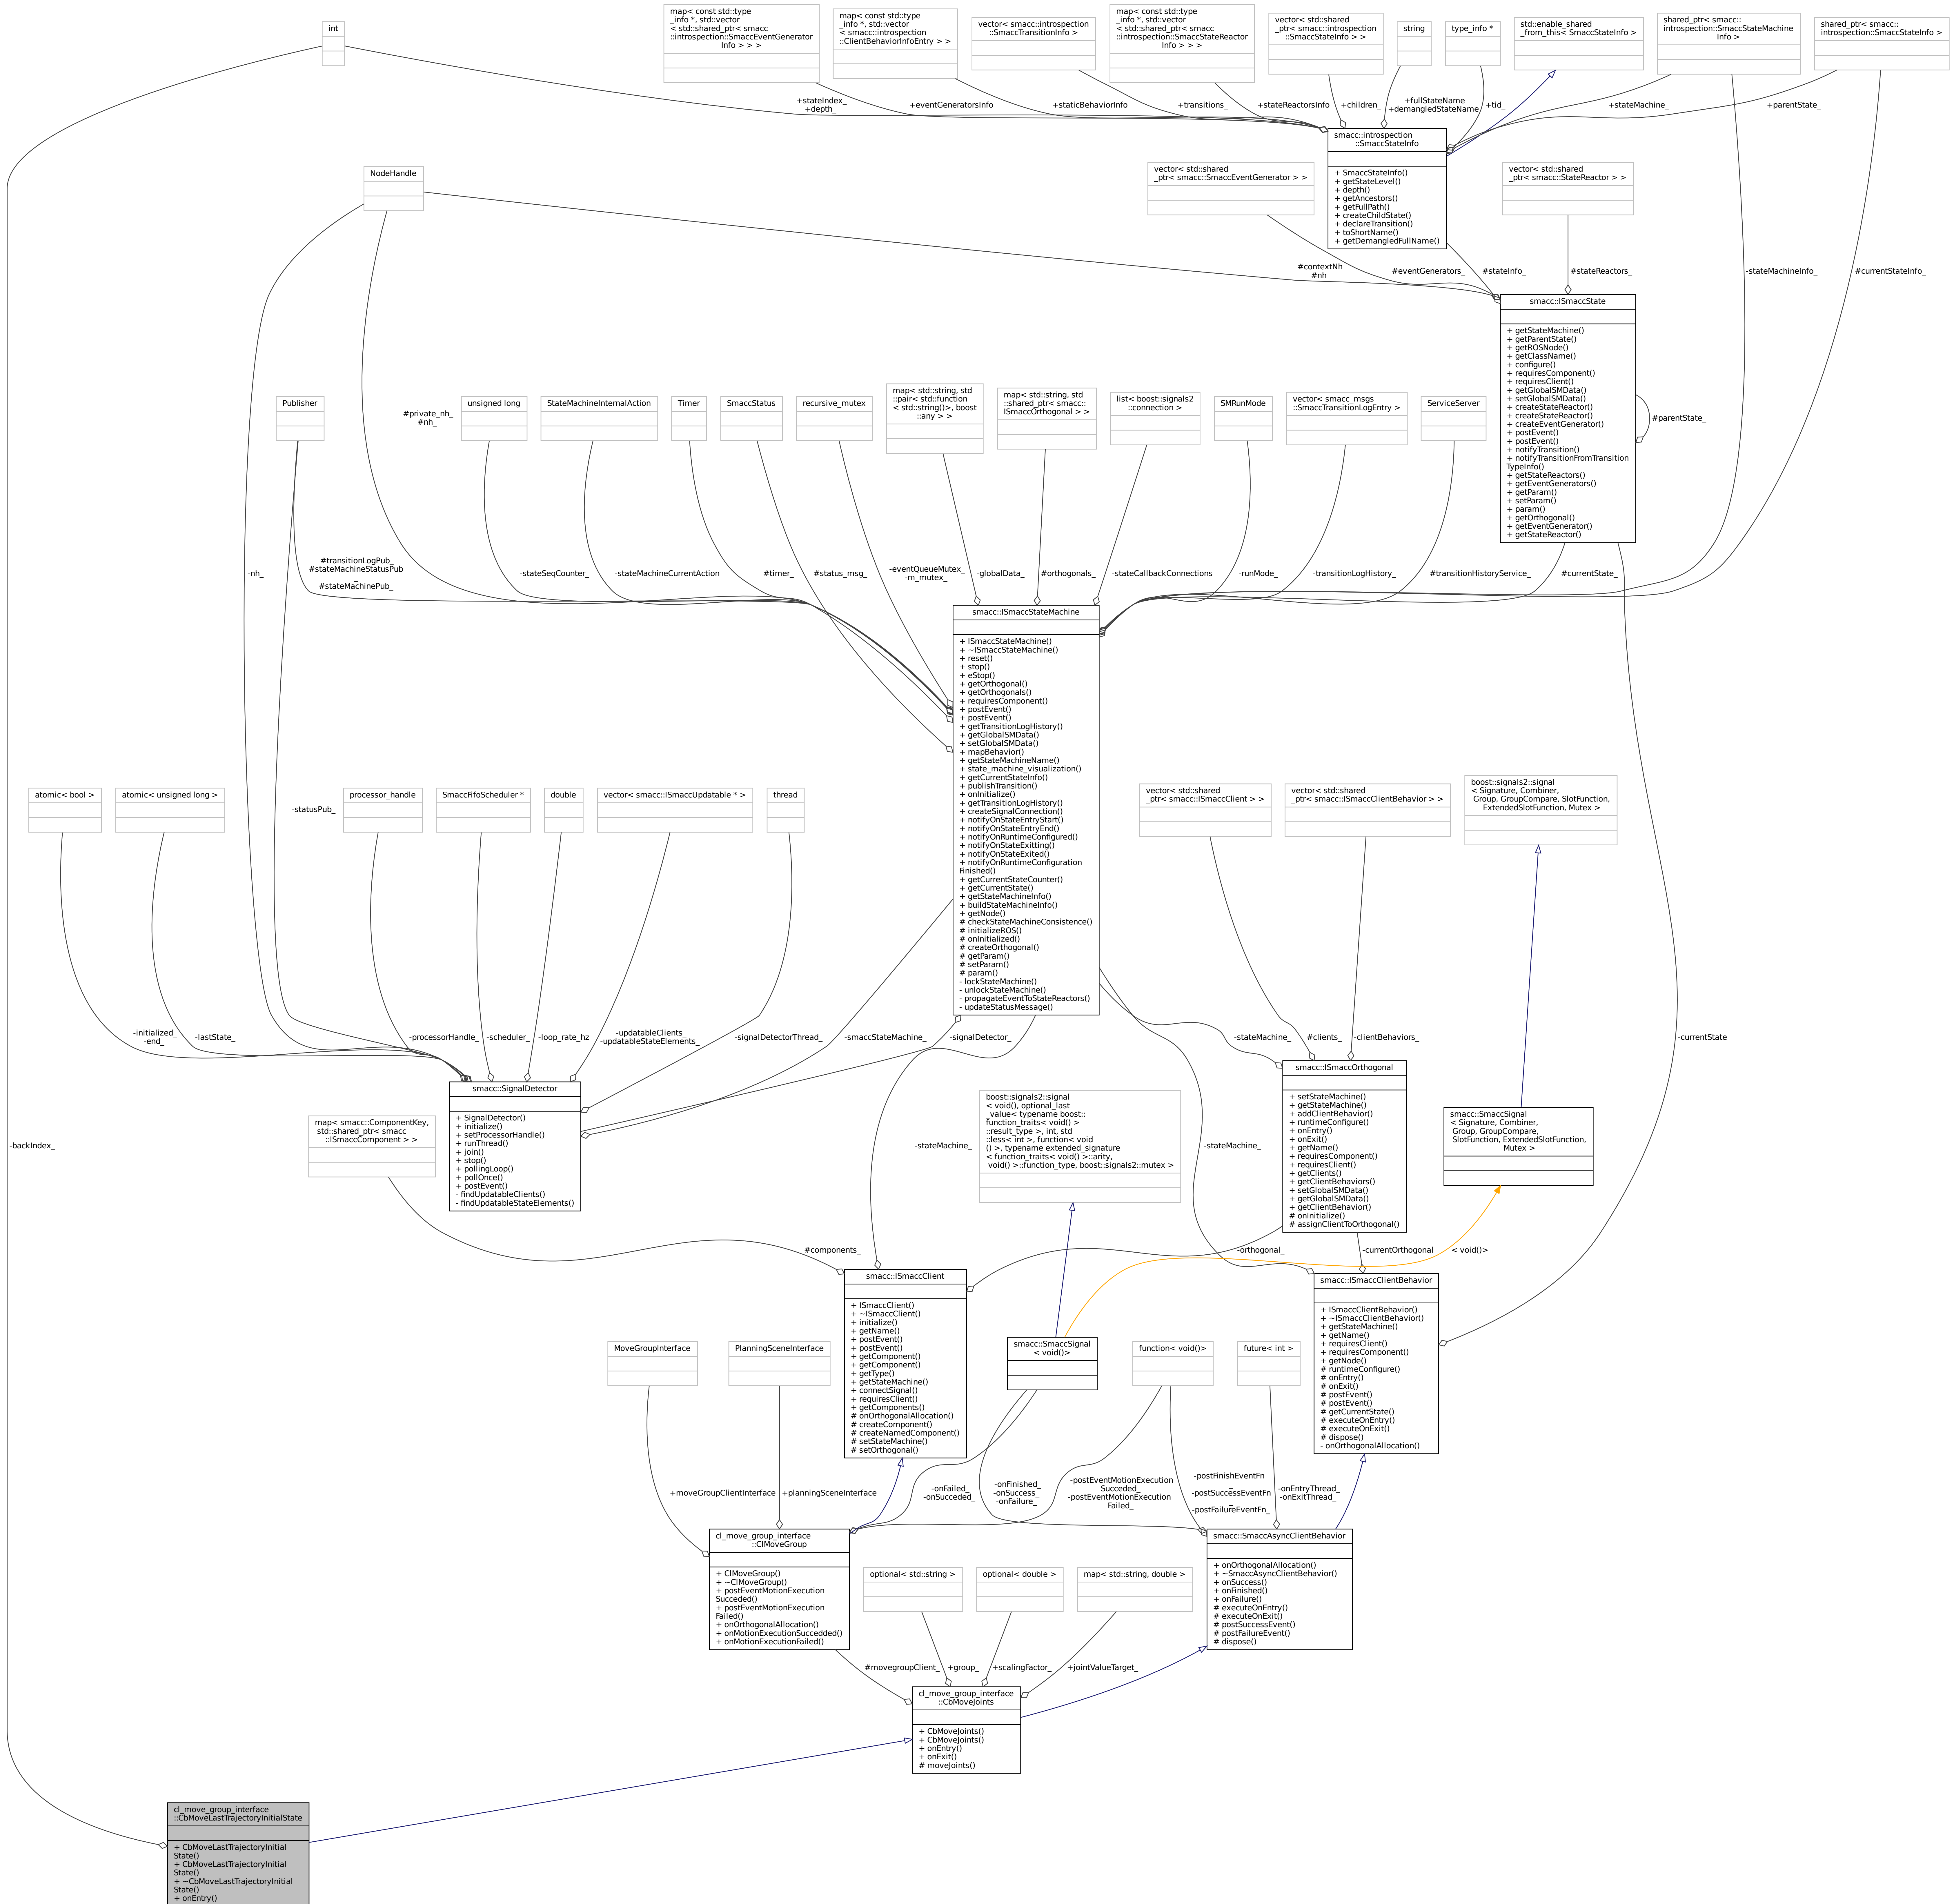 int
map< const std::type
_info *, std::vector
< std::shared_ptr< smacc
::introspection::SmaccEventGenerator
Info > > >
map< const std::type
_info *, std::vector
< smacc::introspection
::ClientBehaviorInfoEntry > >
vector< smacc::introspection
::SmaccTransitionInfo >
map< const std::type
_info *, std::vector
< std::shared_ptr< smacc
::introspection::SmaccStateReactor
Info > > >
vector< std::shared
_ptr< smacc::introspection
::SmaccStateInfo > >
string
type_info *
std::enable_shared
_from_this< SmaccStateInfo >
shared_ptr< smacc::
introspection::SmaccStateMachine
Info >
shared_ptr< smacc::
introspection::SmaccStateInfo >
+stateIndex_
+depth_
+eventGeneratorsInfo
+staticBehaviorInfo
+transitions_
+stateReactorsInfo
+children_
+fullStateName
+demangledStateName
+tid_
+stateMachine_
+parentState_
smacc::introspection
::SmaccStateInfo
+ SmaccStateInfo()
+ getStateLevel()
+ depth()
+ getAncestors()
+ getFullPath()
+ createChildState()
+ declareTransition()
+ toShortName()
+ getDemangledFullName()
NodeHandle
vector< std::shared
_ptr< smacc::SmaccEventGenerator > >
vector< std::shared
_ptr< smacc::StateReactor > >
#contextNh
#nh
#eventGenerators_
#stateInfo_
#stateReactors_
-stateMachineInfo_
#currentStateInfo_
smacc::ISmaccState
+ getStateMachine()
+ getParentState()
+ getROSNode()
+ getClassName()
+ configure()
+ requiresComponent()
+ requiresClient()
+ getGlobalSMData()
+ setGlobalSMData()
+ createStateReactor()
+ createStateReactor()
+ createEventGenerator()
+ postEvent()
+ postEvent()
+ notifyTransition()
+ notifyTransitionFromTransition
TypeInfo()
+ getStateReactors()
+ getEventGenerators()
+ getParam()
+ setParam()
+ param()
+ getOrthogonal()
+ getEventGenerator()
+ getStateReactor()
#parentState_
Publisher
#private_nh_
#nh_
unsigned long
StateMachineInternalAction
Timer
SmaccStatus
recursive_mutex
map< std::string, std
::pair< std::function
< std::string()>, boost
::any > >
map< std::string, std
::shared_ptr< smacc::
ISmaccOrthogonal > >
list< boost::signals2
::connection >
SMRunMode
vector< smacc_msgs
::SmaccTransitionLogEntry >
ServiceServer
-nh_
#transitionLogPub_
#stateMachineStatusPub
_
#stateMachinePub_
-stateSeqCounter_
-stateMachineCurrentAction
#timer_
#status_msg_
-eventQueueMutex_
-m_mutex_
-globalData_
#orthogonals_
-stateCallbackConnections
-runMode_
-transitionLogHistory_
#transitionHistoryService_
#currentState_
smacc::ISmaccStateMachine
+ ISmaccStateMachine()
+ ~ISmaccStateMachine()
+ reset()
+ stop()
+ eStop()
+ getOrthogonal()
+ getOrthogonals()
+ requiresComponent()
+ postEvent()
+ postEvent()
+ getTransitionLogHistory()
+ getGlobalSMData()
+ setGlobalSMData()
+ mapBehavior()
+ getStateMachineName()
+ state_machine_visualization()
+ getCurrentStateInfo()
+ publishTransition()
+ onInitialize()
+ getTransitionLogHistory()
+ createSignalConnection()
+ notifyOnStateEntryStart()
+ notifyOnStateEntryEnd()
+ notifyOnRuntimeConfigured()
+ notifyOnStateExitting()
+ notifyOnStateExited()
+ notifyOnRuntimeConfiguration
Finished()
+ getCurrentStateCounter()
+ getCurrentState()
+ getStateMachineInfo()
+ buildStateMachineInfo()
+ getNode()
# checkStateMachineConsistence()
# initializeROS()
# onInitialized()
# createOrthogonal()
# getParam()
# setParam()
# param()
- lockStateMachine()
- unlockStateMachine()
- propagateEventToStateReactors()
- updateStatusMessage()
atomic< bool >
atomic< unsigned long >
-statusPub_
processor_handle
SmaccFifoScheduler *
double
vector< smacc::ISmaccUpdatable * >
thread
vector< std::shared
_ptr< smacc::ISmaccClient > >
vector< std::shared
_ptr< smacc::ISmaccClientBehavior > >
boost::signals2::signal
< Signature, Combiner,
Group, GroupCompare, SlotFunction,
ExtendedSlotFunction, Mutex >
-initialized_
-end_
-lastState_
-processorHandle_
-scheduler_
-loop_rate_hz
-updatableClients_
-updatableStateElements_
-signalDetectorThread_
-smaccStateMachine_
-signalDetector_
-stateMachine_
#clients_
-clientBehaviors_
-currentState
smacc::SignalDetector
+ SignalDetector()
+ initialize()
+ setProcessorHandle()
+ runThread()
+ join()
+ stop()
+ pollingLoop()
+ pollOnce()
+ postEvent()
- findUpdatableClients()
- findUpdatableStateElements()
smacc::ISmaccOrthogonal
+ setStateMachine()
+ getStateMachine()
+ addClientBehavior()
+ runtimeConfigure()
+ onEntry()
+ onExit()
+ getName()
+ requiresComponent()
+ requiresClient()
+ getClients()
+ getClientBehaviors()
+ setGlobalSMData()
+ getGlobalSMData()
+ getClientBehavior()
# onInitialize()
# assignClientToOrthogonal()
smacc::SmaccSignal
< Signature, Combiner,
Group, GroupCompare,
SlotFunction, ExtendedSlotFunction,
Mutex >
map< smacc::ComponentKey,
std::shared_ptr< smacc
::ISmaccComponent > >
boost::signals2::signal
< void(), optional_last
_value< typename boost::
function_traits< void() >
::result_type >, int, std
::less< int >, function< void
() >, typename extended_signature
< function_traits< void() >::arity,
void() >::function_type, boost::signals2::mutex >
-backIndex_
-stateMachine_
-stateMachine_
#components_
-orthogonal_
-currentOrthogonal
< void()>
smacc::ISmaccClient
+ ISmaccClient()
+ ~ISmaccClient()
+ initialize()
+ getName()
+ postEvent()
+ postEvent()
+ getComponent()
+ getComponent()
+ getType()
+ getStateMachine()
+ connectSignal()
+ requiresClient()
+ getComponents()
# onOrthogonalAllocation()
# createComponent()
# createNamedComponent()
# setStateMachine()
# setOrthogonal()
smacc::ISmaccClientBehavior
+ ISmaccClientBehavior()
+ ~ISmaccClientBehavior()
+ getStateMachine()
+ getName()
+ requiresClient()
+ requiresComponent()
+ getNode()
# runtimeConfigure()
# onEntry()
# onExit()
# postEvent()
# postEvent()
# getCurrentState()
# executeOnEntry()
# executeOnExit()
# dispose()
- onOrthogonalAllocation()
MoveGroupInterface
PlanningSceneInterface
smacc::SmaccSignal
< void()>
function< void()>
future< int >
+moveGroupClientInterface
+planningSceneInterface
-onFailed_
-onSucceded_
-onFinished_
-onSuccess_
-onFailure_
-postEventMotionExecution
Succeded_
-postEventMotionExecution
Failed_
-postFinishEventFn
_
-postSuccessEventFn
_
-postFailureEventFn_
-onEntryThread_
-onExitThread_
cl_move_group_interface
::ClMoveGroup
+ ClMoveGroup()
+ ~ClMoveGroup()
+ postEventMotionExecution
Succeded()
+ postEventMotionExecution
Failed()
+ onOrthogonalAllocation()
+ onMotionExecutionSuccedded()
+ onMotionExecutionFailed()
smacc::SmaccAsyncClientBehavior
+ onOrthogonalAllocation()
+ ~SmaccAsyncClientBehavior()
+ onSuccess()
+ onFinished()
+ onFailure()
# executeOnEntry()
# executeOnExit()
# postSuccessEvent()
# postFailureEvent()
# dispose()
optional< std::string >
optional< double >
map< std::string, double >
#movegroupClient_
+group_
+scalingFactor_
+jointValueTarget_
cl_move_group_interface
::CbMoveJoints
+ CbMoveJoints()
+ CbMoveJoints()
+ onEntry()
+ onExit()
# moveJoints()
cl_move_group_interface
::CbMoveLastTrajectoryInitialState
+ CbMoveLastTrajectoryInitial
State()
+ CbMoveLastTrajectoryInitial
State()
+ ~CbMoveLastTrajectoryInitial
State()
+ onEntry()